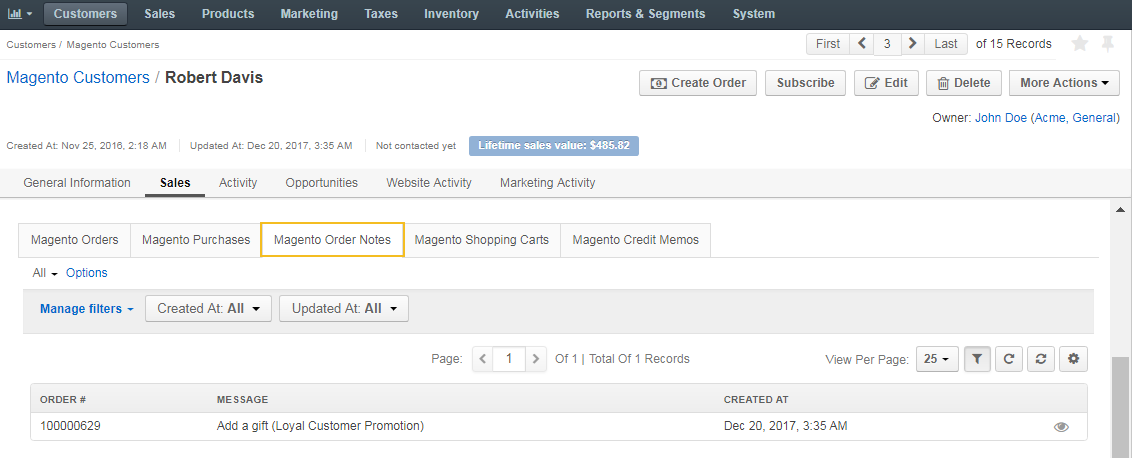 Customers Sales Products Marketing Taxes Inventory Activities Reports & Segments System
Customers / Magento Customers
First 3 Last of 15 Records
Magento Customers / Robert Davis
Create Order Subscribe Edit Delete More Actions
Owner: John Doe (Acme, General)
Created At: Nov 25, 2016, 2:18 AM Updated At: Dec 20, 2017, 3:35 AM Not contacted yet Lifetime sales value: $485.82
General Information Sales Activity Opportunities Website Activity Marketing Activity
Magento Orders Magento Purchases Magento Order Notes Magento Shopping Carts Magento Credit Memos
All Options
Manage filters Created At: All Updated At: All
Page: 1 Of 1 | Total Of 1 Records View Per Page: 25
ORDER # MESSAGE CREATED AT
100000629 Add a gift (Loyal Customer Promotion) Dec 20, 2017, 3:35 AM